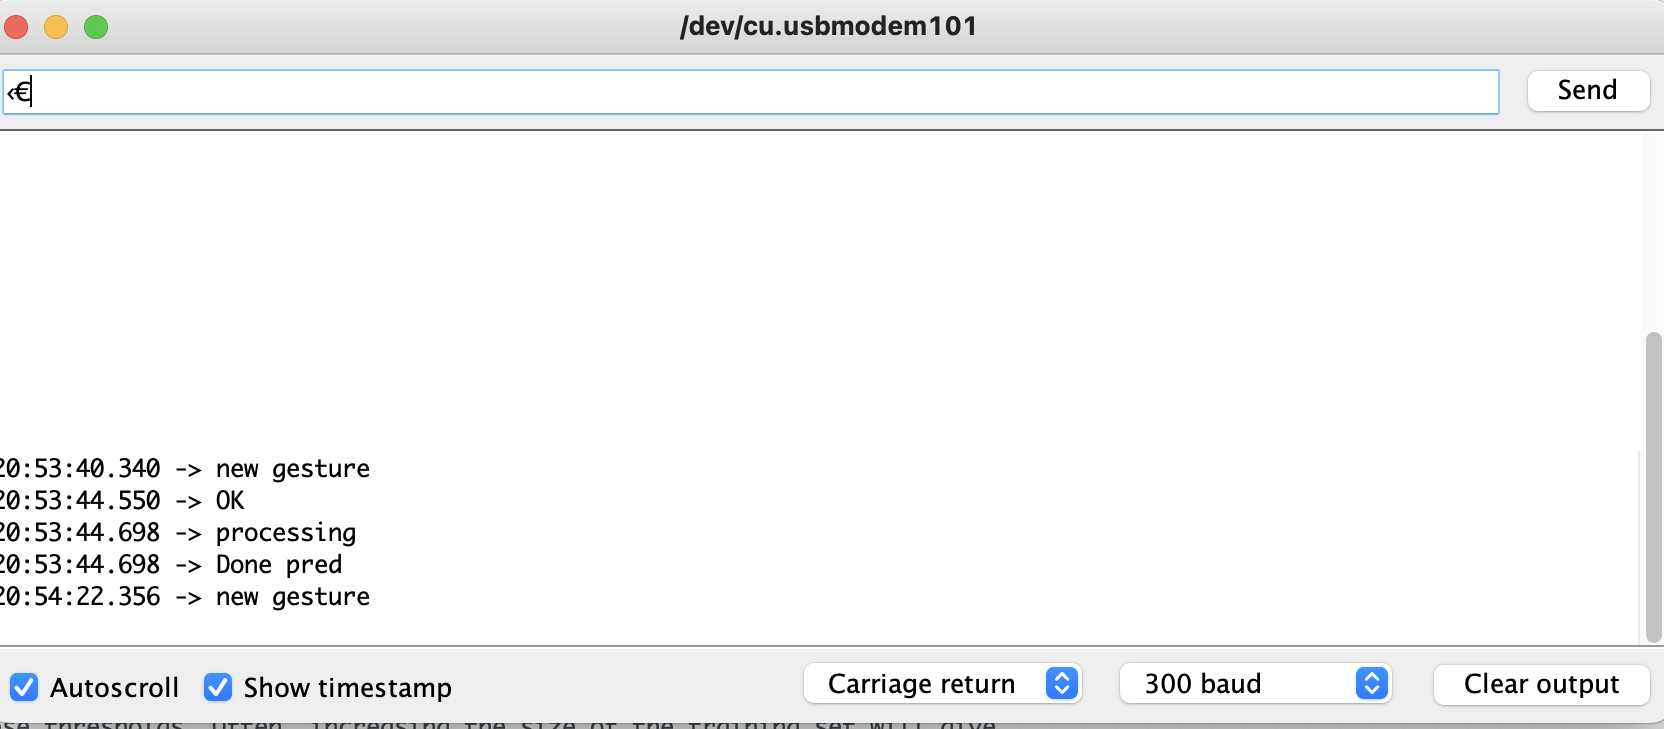 /dev/cu.usbmodem101
‹€
Send
20:53:40.340 -> new gesture
20:53:44.550 -> OK
20:53:44.698 -> processing
20:53:44.698 -> Done pred
20:54:22.356 -> new gesture
Autoscroll Show timestamp Carriage return 300 baud Clear output
se thresholds. Often, increasing the size of the training set will give